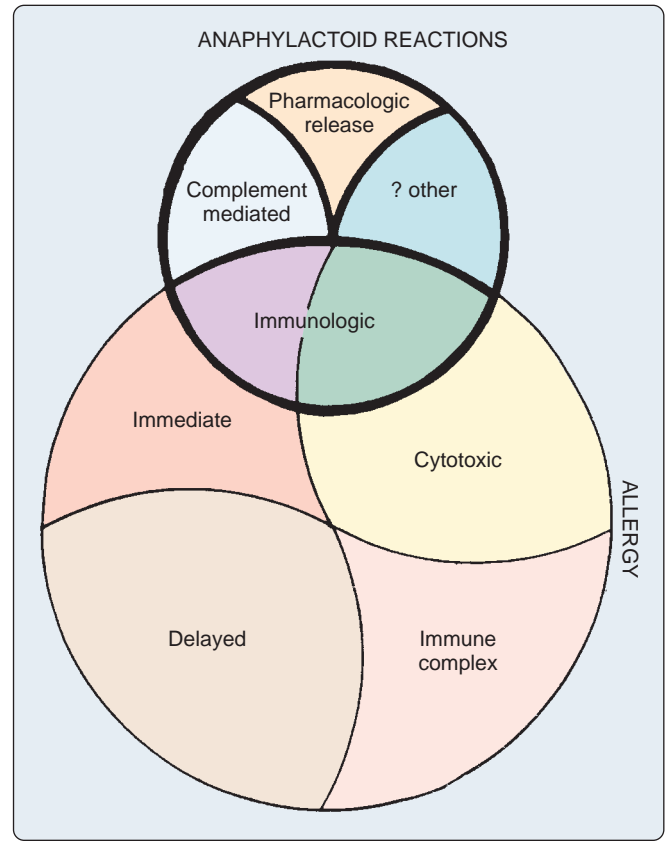 ANAPHYLACTOID REACTIONS
Pharmacologic
release
Complement
mediated
? other
Immunologic
Immediate
Cytotoxic
ALLERGY
Delayed
Immune
complex